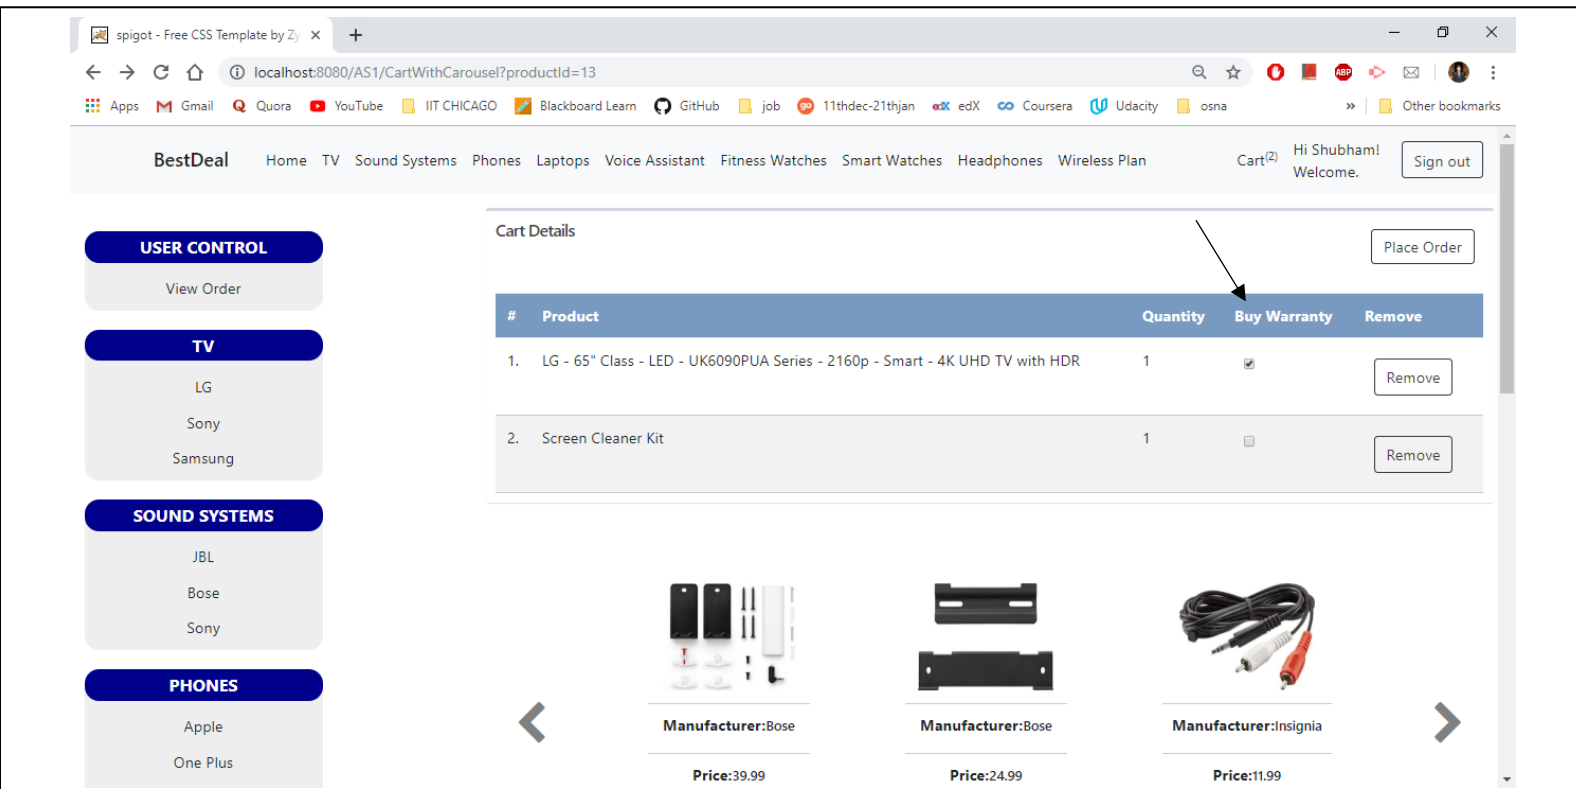 spigot - Free CSS Template by Zy
localhost:8080/AS1/CartWithCarousel?productId=13
ABP
Apps Gmail Quora YouTube IIT CHICAGO Blackboard Learn GitHub job 11thdec-21thjan edX edX Coursera Udacity osna » Other bookmarks
BestDeal Home TV Sound Systems Phones Laptops Voice Assistant Fitness Watches Smart Watches Headphones Wireless Plan Cart(2) Hi Shubham! Welcome. Sign out
USER CONTROL
View Order
TV
LG
Sony
Samsung
SOUND SYSTEMS
JBL
Bose
Sony
PHONES
Apple
One Plus
Cart Details
Place Order
# Product Quantity Buy Warranty Remove
1. LG - 65" Class - LED - UK6090PUA Series - 2160p - Smart - 4K UHD TV with HDR 1 Remove
2. Screen Cleaner Kit 1 Remove
Manufacturer:Bose Manufacturer:Bose Manufacturer:Insignia
Price:39.99 Price:24.99 Price:11.99